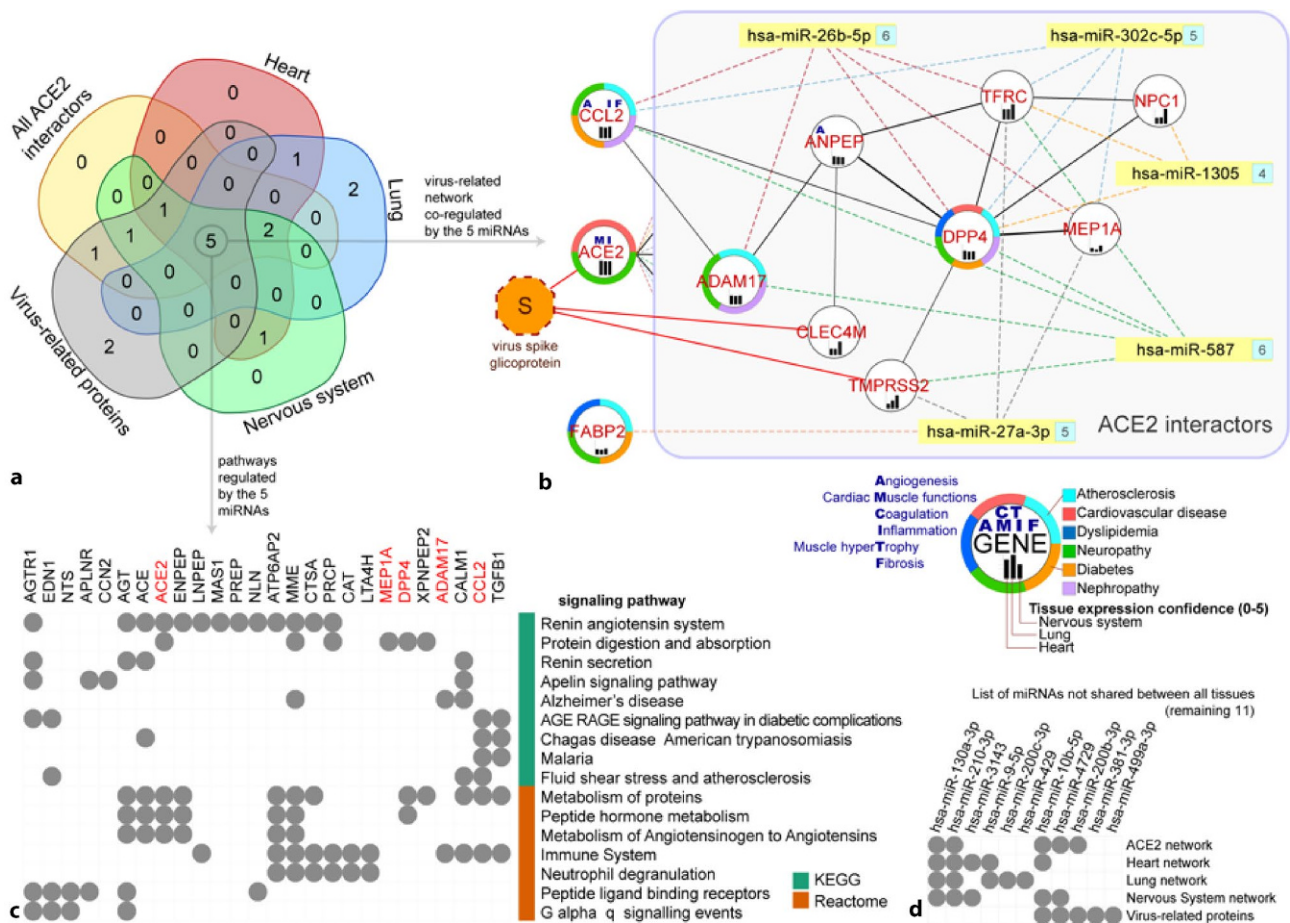 All ACE2
interactors
Heart
Lung
Nervous system
Virus-related proteins
0
0
0
0
0
0
0
1
2
0
0
0
0
1
1
5
2
0
1
0
0
0
0
0
0
0
0
0
1
2
0
0
virus-related
network
co-regulated
by the 5 miRNAs
pathways
regulated
by the 5
miRNAs
a
hsa-miR-26b-5p 6
hsa-miR-302c-5p 5
A I F
CCL2
TFRC
NPC1
A
ANPEP
hsa-miR-1305 4
M I
ACE2
DPP4
MEP1A
ADAM17
S
virus spike
glicoprotein
CLEC4M
hsa-miR-587 6
TMPRSS2
FABP2
hsa-miR-27a-3p 5
ACE2 interactors
b
Angiogenesis
Cardiac Muscle functions
Coagulation
Inflammation
Muscle hyperTrophy
Fibrosis
C T
A M I F
GENE
Atherosclerosis
Cardiovascular disease
Dyslipidemia
Neuropathy
Diabetes
Nephropathy
Tissue expression confidence (0-5)
Nervous system
Lung
Heart
AGTR1
EDN1
NTS
APLNR
CCN2
AGT
ACE
ACE2
ENPEP
LNPEP
MAS1
PREP
NLN
ATP6AP2
MME
CTSA
PRCP
CAT
LTA4H
MEP1A
DPP4
XPNPEP2
ADAM17
CALM1
CCL2
TGFB1
signaling pathway
Renin angiotensin system
Protein digestion and absorption
Renin secretion
Apelin signaling pathway
Alzheimer's disease
AGE RAGE signaling pathway in diabetic complications
Chagas disease American trypanosomiasis
Malaria
Fluid shear stress and atherosclerosis
Metabolism of proteins
Peptide hormone metabolism
Metabolism of Angiotensinogen to Angiotensins
Immune System
Neutrophil degranulation
Peptide ligand binding receptors
G alpha q signalling events
KEGG
Reactome
c
List of miRNAs not shared between all tissues
(remaining 11)
hsa-miR-130a-3p
hsa-miR-210-3p
hsa-miR-3143
hsa-miR-9-5p
hsa-miR-200c-3p
hsa-miR-429
hsa-miR-10b-5p
hsa-miR-4729
hsa-miR-200b-3p
hsa-miR-381-3p
hsa-miR-499a-3p
ACE2 network
Heart network
Lung network
Nervous System network
Virus-related proteins
d